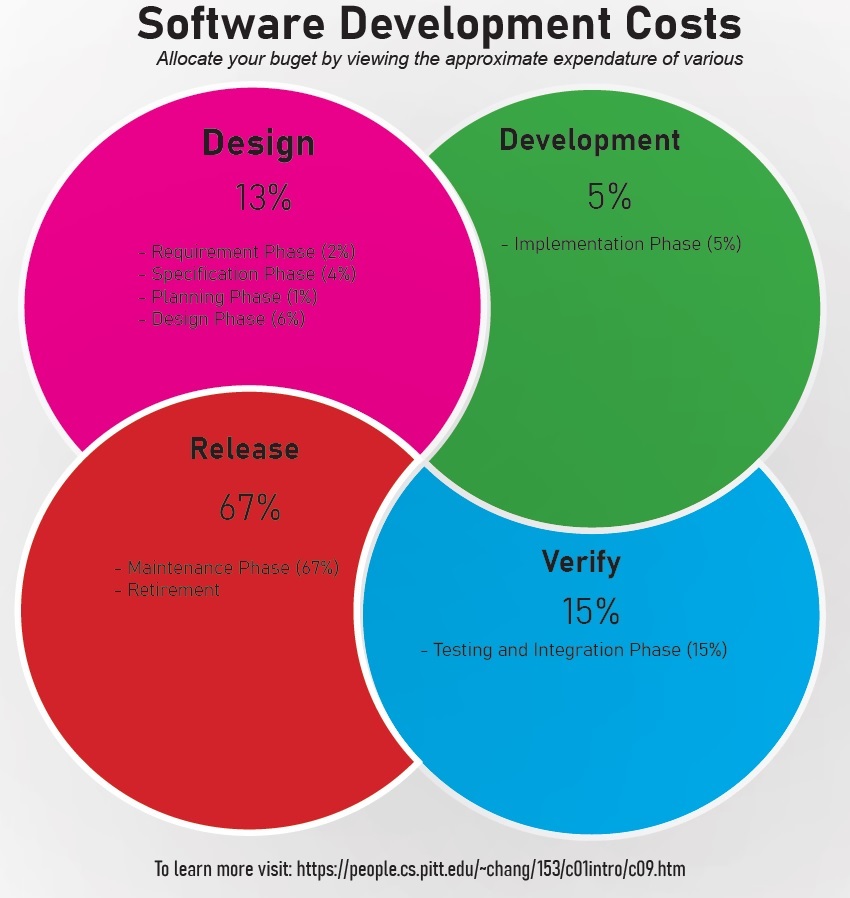 Software Development Costs
Allocate your buget by viewing the approximate expendature of various
Design
13%
- Requirement Phase (2%)
- Specification Phase (4%)
- Planning Phase (1%)
- Design Phase (6%)
Development
5%
- Implementation Phase (5%)
Release
67%
- Maintenance Phase (67%)
- Retirement
Verify
15%
- Testing and Integration Phase (15%)
To learn more visit: https://people.cs.pitt.edu/~chang/153/c01intro/c09.htm